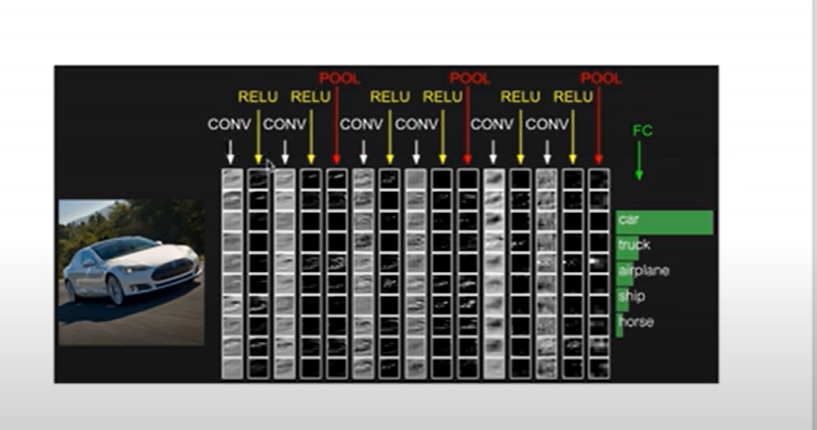 POOL POOL POOL
RELU RELU RELU RELU RELU RELU
CONV CONV CONV CONV CONV CONV
FC
car
truck
airplane
ship
horse